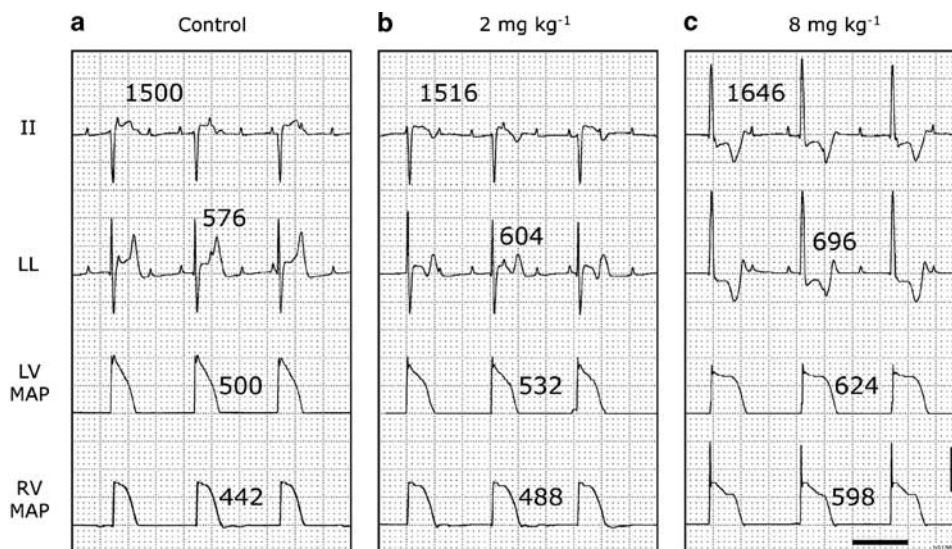 a Control b 2 mg kg⁻¹ c 8 mg kg⁻¹
II 1500 1516 1646
LL 576 604 696
LV
MAP 500 532 624
RV
MAP 442 488 598